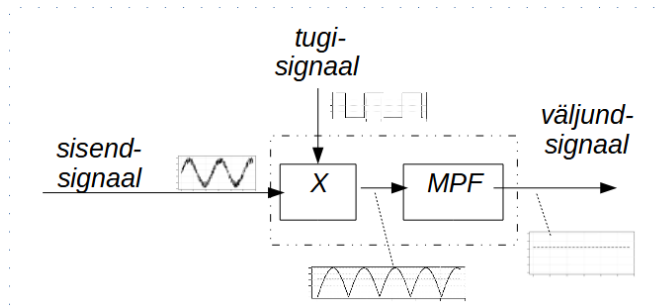 tugi-
signaal
väljund-
signaal
sisend-
signaal
X
MPF